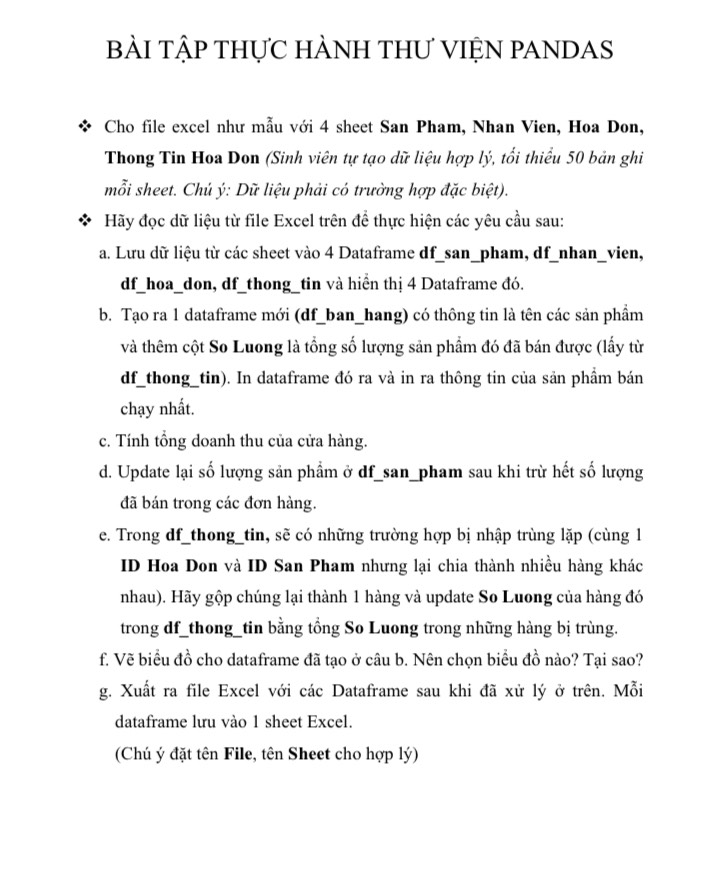 BÀI TẬP THỰC HÀNH THƯ VIỆN PANDAS
❖ Cho file excel như mẫu với 4 sheet San Pham, Nhan Vien, Hoa Don,
Thong Tin Hoa Don (Sinh viên tự tạo dữ liệu hợp lý, tối thiểu 50 bản ghi
mỗi sheet. Chú ý: Dữ liệu phải có trường hợp đặc biệt).
❖ Hãy đọc dữ liệu từ file Excel trên để thực hiện các yêu cầu sau:
a. Lưu dữ liệu từ các sheet vào 4 Dataframe df_san_pham, df_nhan_vien,
df_hoa_don, df_thong_tin và hiển thị 4 Dataframe đó.
b. Tạo ra 1 dataframe mới (df_ban_hang) có thông tin là tên các sản phẩm
và thêm cột So Luong là tổng số lượng sản phẩm đó đã bán được (lấy từ
df_thong_tin). In dataframe đó ra và in ra thông tin của sản phẩm bán
chạy nhất.
c. Tính tổng doanh thu của cửa hàng.
d. Update lại số lượng sản phẩm ở df_san_pham sau khi trừ hết số lượng
đã bán trong các đơn hàng.
e. Trong df_thong_tin, sẽ có những trường hợp bị nhập trùng lặp (cùng 1
ID Hoa Don và ID San Pham nhưng lại chia thành nhiều hàng khác
nhau). Hãy gộp chúng lại thành 1 hàng và update So Luong của hàng đó
trong df_thong_tin bằng tổng So Luong trong những hàng bị trùng.
f. Vẽ biểu đồ cho dataframe đã tạo ở câu b. Nên chọn biểu đồ nào? Tại sao?
g. Xuất ra file Excel với các Dataframe sau khi đã xử lý ở trên. Mỗi
dataframe lưu vào 1 sheet Excel.
(Chú ý đặt tên File, tên Sheet cho hợp lý)